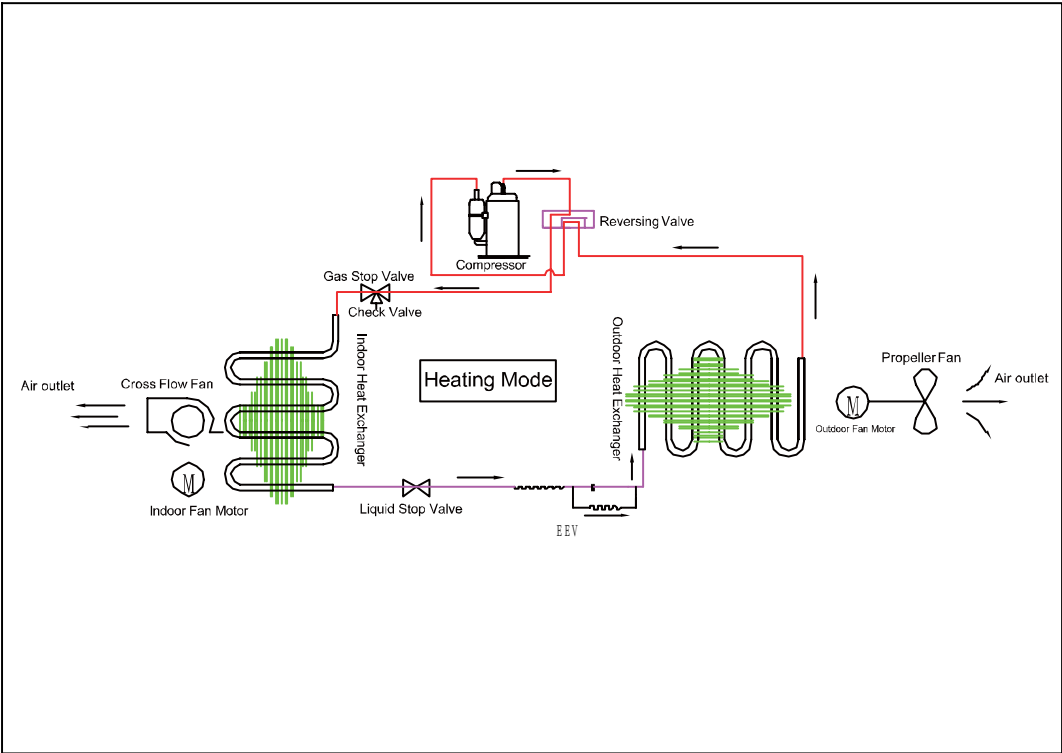 Reversing Valve
Compressor
Gas Stop Valve
Check Valve
Indoor Heat Exchanger
Heating Mode
Outdoor Heat Exchanger
Propeller Fan
Air outlet
Cross Flow Fan
Air outlet
M
Outdoor Fan Motor
M
Indoor Fan Motor
Liquid Stop Valve
EEV